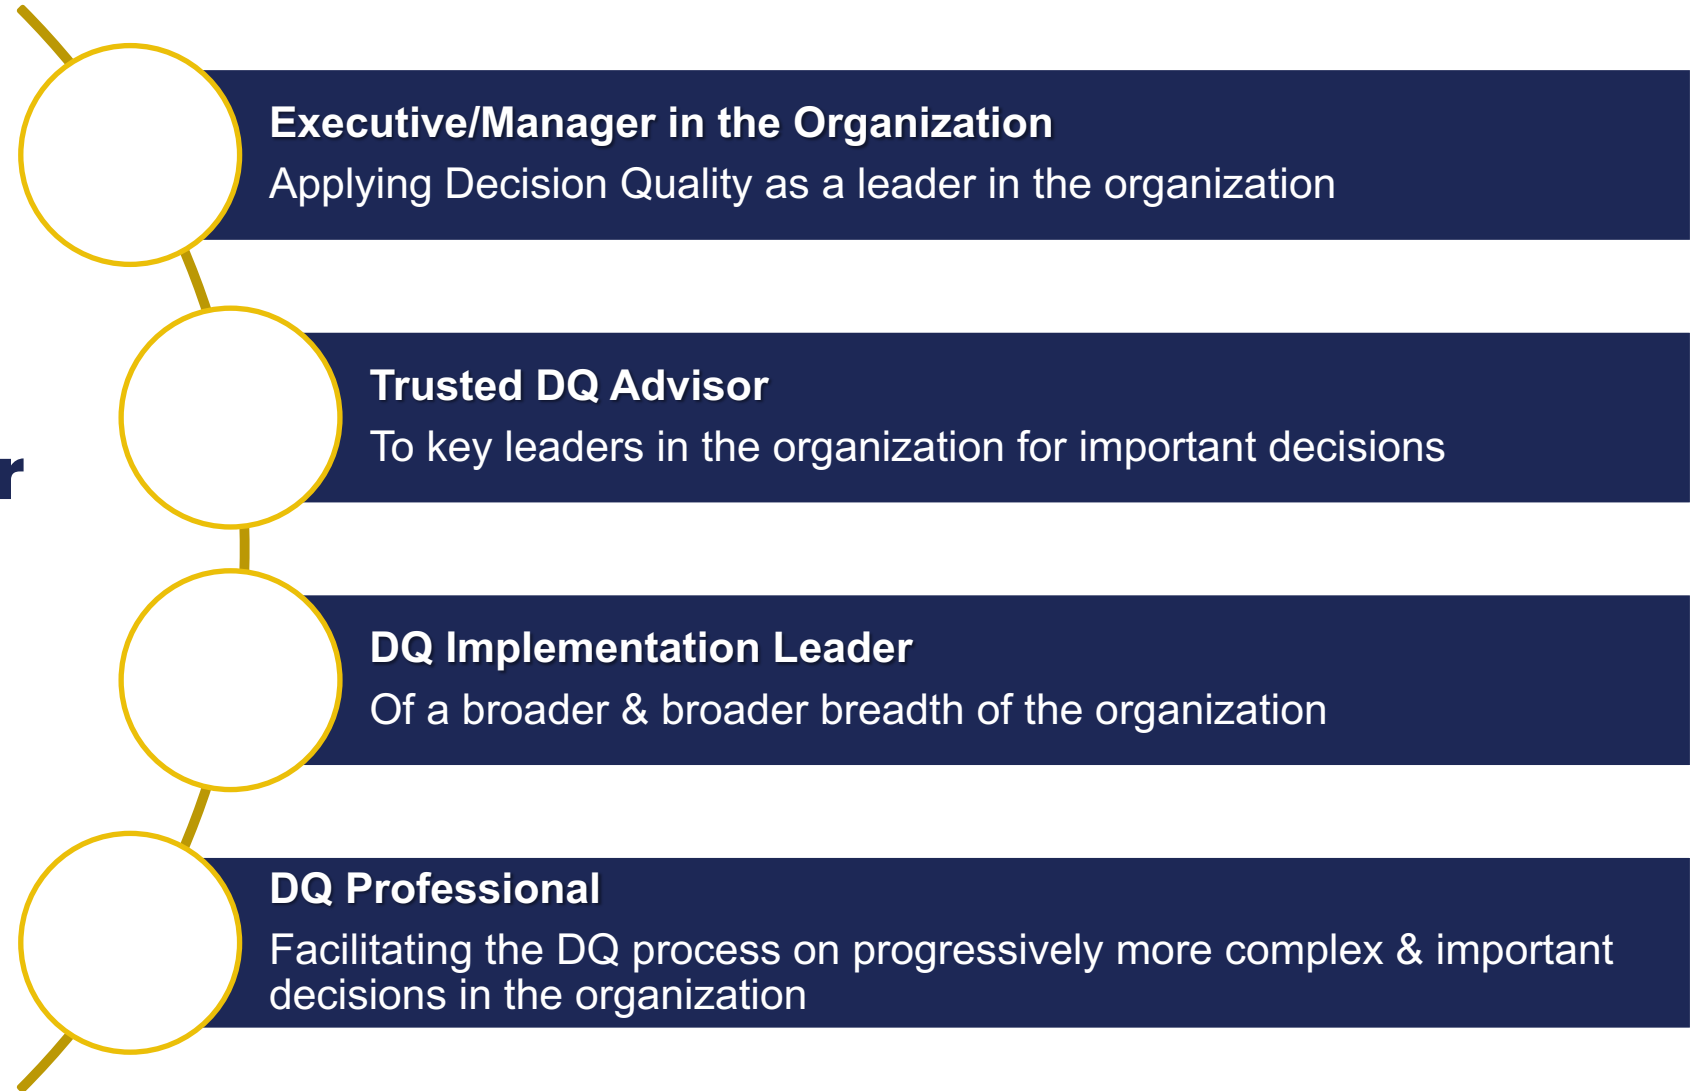 Executive/Manager in the Organization
Applying Decision Quality as a leader in the organization
Trusted DQ Advisor
To key leaders in the organization for important decisions
r
DQ Implementation Leader
Of a broader & broader breadth of the organization
DQ Professional
Facilitating the DQ process on progressively more complex & important
decisions in the organization